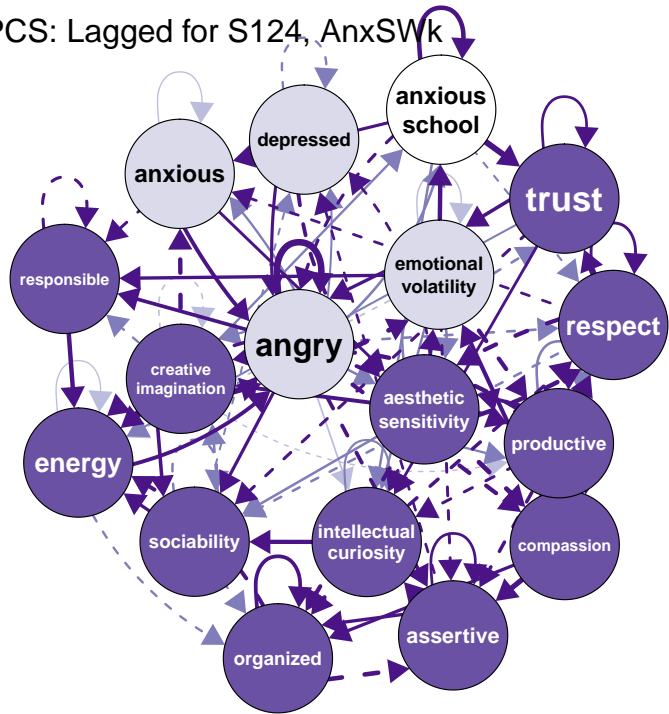 PCS: Lagged for S124, AnxSWk
anxious
school
depressed
anxious
trust
responsible
emotional
volatility
respect
angry
creative
imagination
aesthetic
sensitivity
energy
productive
sociability
intellectual
curiosity
compassion
organized
assertive